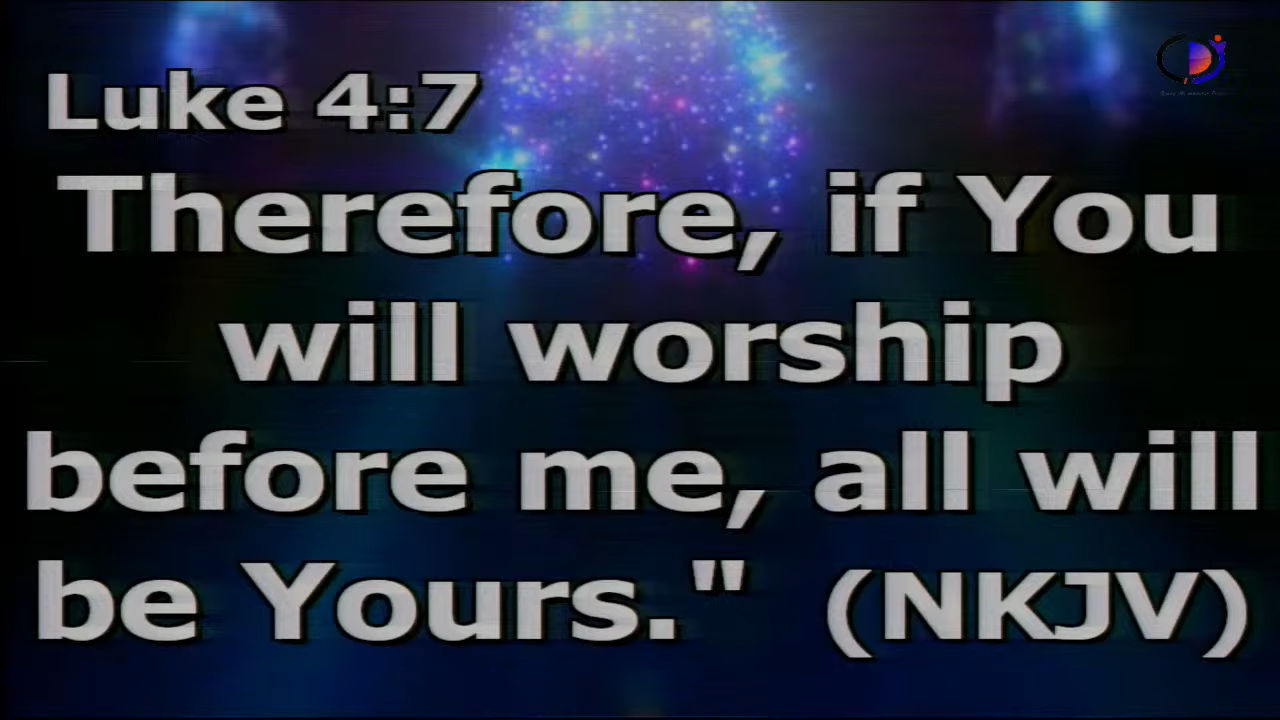 Luke 4:7
Therefore, if You
will worship
before me, all will
be Yours." (NKJV)